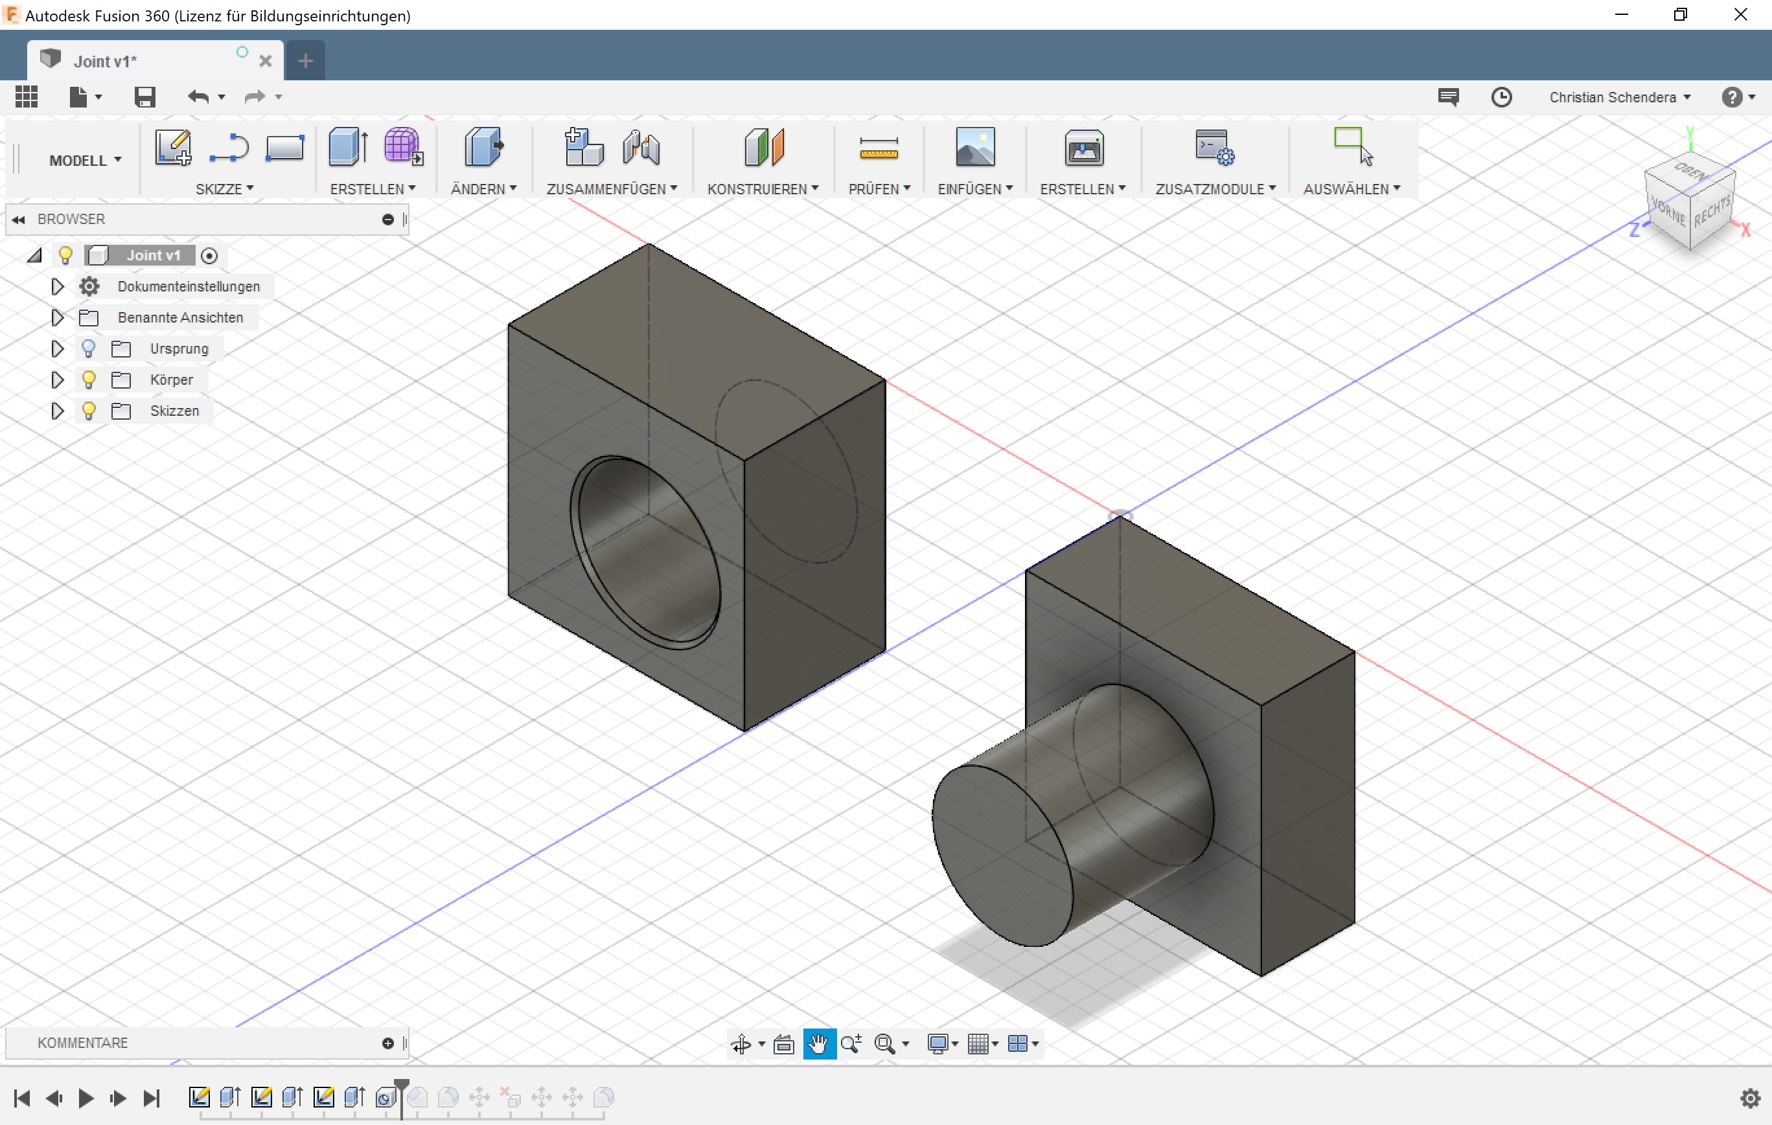 Autodesk Fusion 360 (Lizenz für Bildungseinrichtungen)
Joint v1*
Christian Schendera
MODELL
SKIZZE
ERSTELLEN
ÄNDERN
ZUSAMMENFÜGEN
KONSTRUIEREN
PRÜFEN
EINFÜGEN
ERSTELLEN
ZUSATZMODULE
AUSWÄHLEN
Y
OBEN
VORNE
RECHTS
Z
X
BROWSER
Joint v1
Dokumenteinstellungen
Benannte Ansichten
Ursprung
Körper
Skizzen
KOMMENTARE